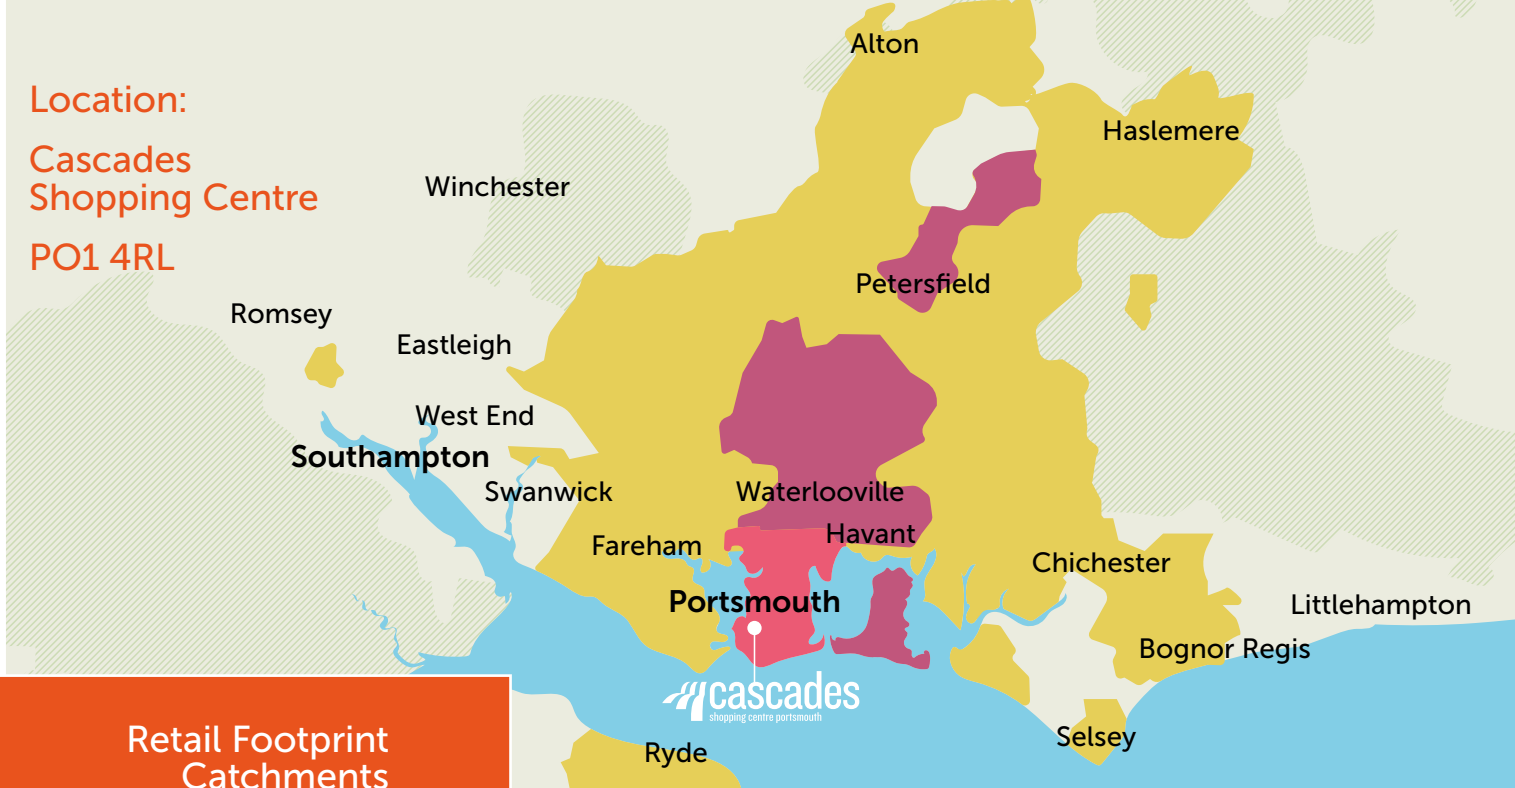 Location:
Cascades
Shopping Centre
PO1 4RL
Alton
Haslemere
Winchester
Petersfield
Romsey
Eastleigh
West End
Southampton
Swanwick
Waterlooville
Havant
Fareham
Chichester
Portsmouth
Littlehampton
Bognor Regis
cascades
shopping centre portsmouth
Selsey
Ryde
Retail Footprint
Catchments